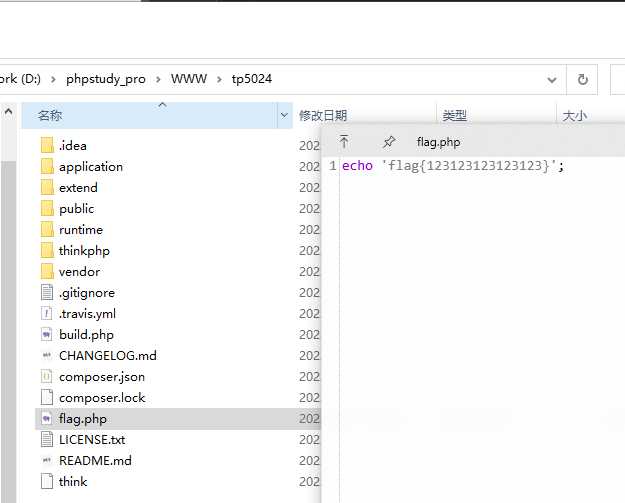 ork (D:) > phpstudy_pro > WWW > tp5024
名称 修改日期 类型 大小
.idea 202
application 202
extend 202
public 202
runtime 202
thinkphp 202
vendor 202
.gitignore 202
.travis.yml 202
build.php 202
CHANGELOG.md 202
composer.json 202
composer.lock 202
flag.php 202
LICENSE.txt 202
README.md 202
think 202
flag.php
1 echo 'flag{123123123123123}';